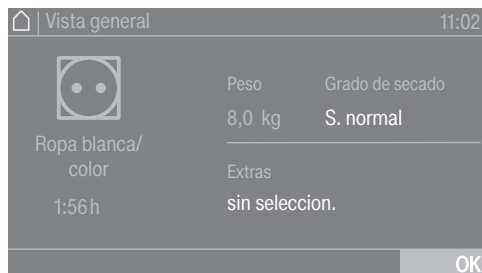 Vista general
11:02
Peso
Grado de secado
8,0 kg
S. normal
Ropa blanca/
color
Extras
1:56 h
sin seleccion.
OK